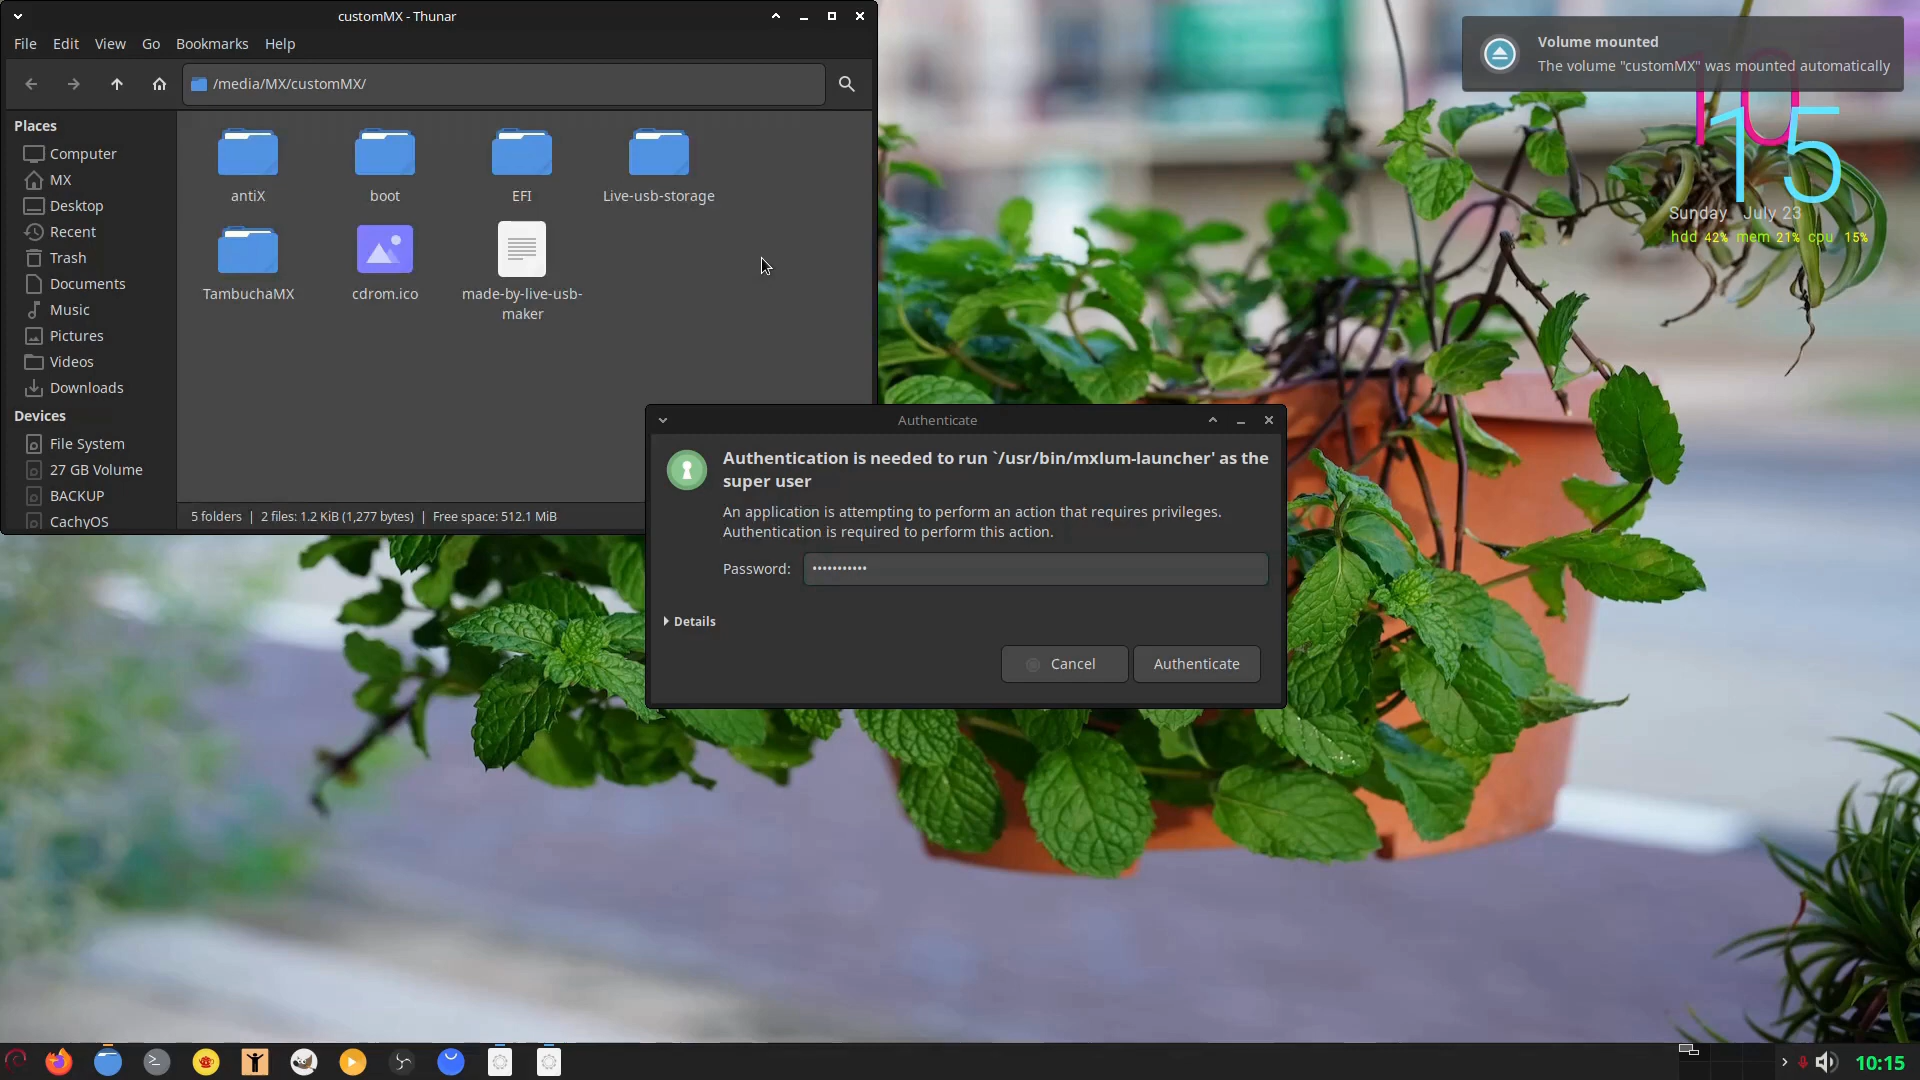 customMX - Thunar
File Edit View Go Bookmarks Help
/media/MX/customMX/
Places
Computer
MX
Desktop
Recent
Trash
Documents
Music
Pictures
Videos
Downloads
Devices
File System
27 GB Volume
BACKUP
CachyOS
antiX
boot
EFI
Live-usb-storage
TambuchaMX
cdrom.ico
made-by-live-usb-
maker
5 folders | 2 files: 1.2 KiB (1,277 bytes) | Free space: 512.1 MiB
Authenticate
Authentication is needed to run `/usr/bin/mxlum-launcher' as the
super user
An application is attempting to perform an action that requires privileges.
Authentication is required to perform this action.
Password: •••••••••••
Details
Cancel
Authenticate
Volume mounted
The volume "customMX" was mounted automatically
10
15
Sunday July 23
hdd 42% mem 21% cpu 15%
10:15